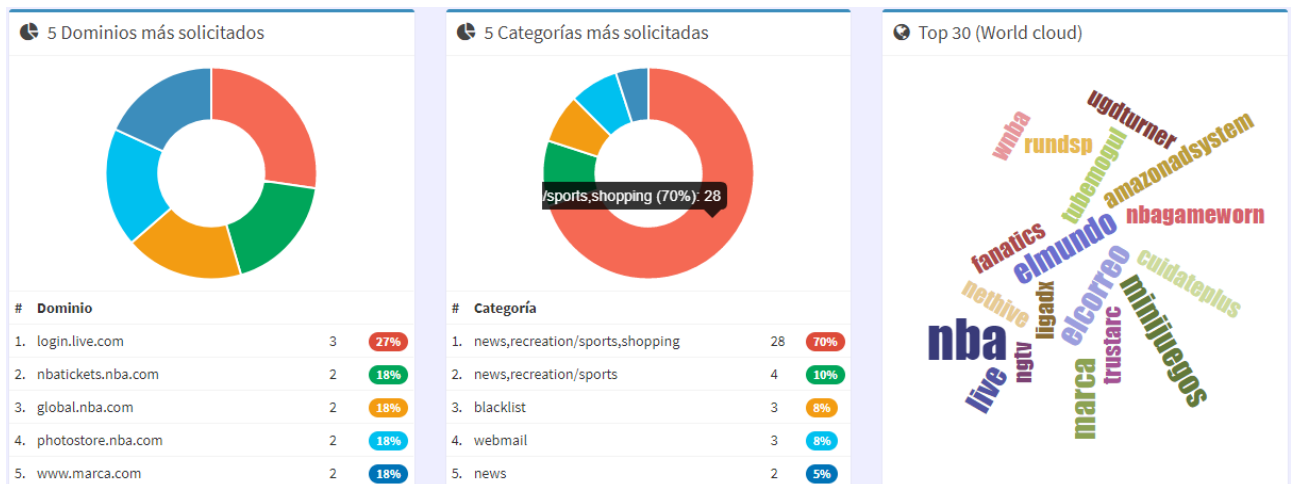 5 Dominios más solicitados
# Dominio
1. login.live.com 3 27%
2. nbatickets.nba.com 2 18%
3. global.nba.com 2 18%
4. photostore.nba.com 2 18%
5. www.marca.com 2 18%
5 Categorías más solicitadas
/sports,shopping (70%): 28
# Categoría
1. news,recreation/sports,shopping 28 70%
2. news,recreation/sports 4 10%
3. blacklist 3 8%
4. webmail 3 8%
5. news 2 5%
Top 30 (World cloud)
ugdturner
wnba
rundsp
tubemogul
amazonadsystem
nbagameworn
fanatics
elmundo
elcorreo
cuidateplus
nethive
ligadx
minijuegos
nba
ngtv
trustarc
live
marca